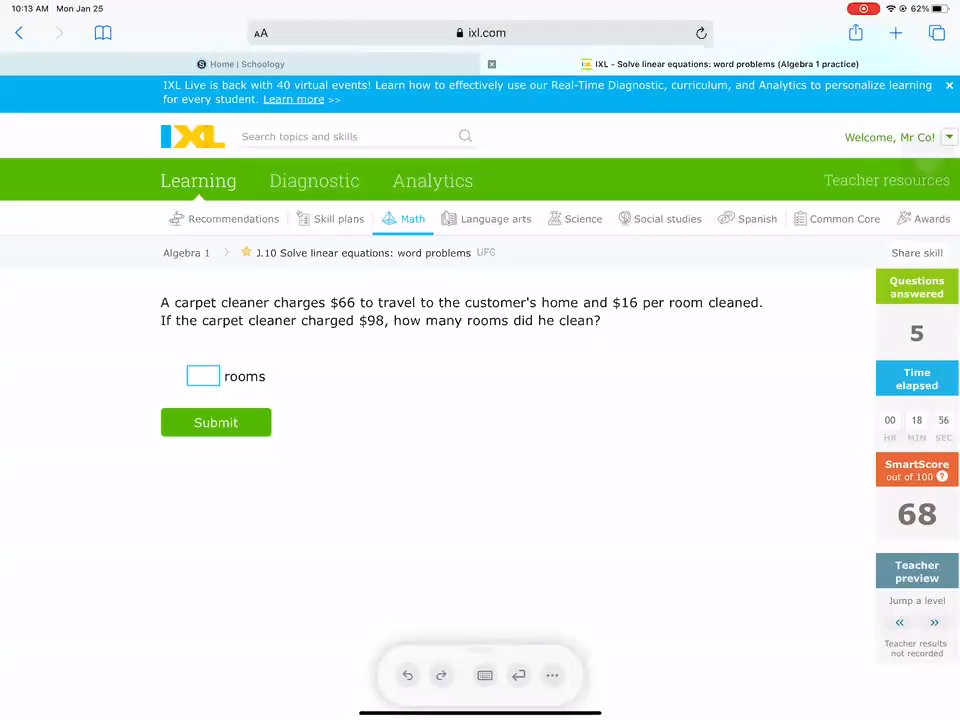 10:13 AM Mon Jan 25
62%
AA
ixl.com
S Home | Schoology
IXL - Solve linear equations: word problems (Algebra 1 practice)
IXL Live is back with 40 virtual events! Learn how to effectively use our Real-Time Diagnostic, curriculum, and Analytics to personalize learning
for every student. Learn more >>
IXL
Search topics and skills
Welcome, Mr Co!
Learning
Diagnostic
Analytics
Teacher resources
Recommendations
Skill plans
Math
Language arts
Science
Social studies
Spanish
Common Core
Awards
Algebra 1
J.10 Solve linear equations: word problems UFG
Share skill
A carpet cleaner charges $66 to travel to the customer's home and $16 per room cleaned.
If the carpet cleaner charged $98, how many rooms did he clean?
rooms
Submit
Questions
answered
5
Time
elapsed
00 18 56
HR MIN SEC
SmartScore
out of 100 ?
68
Teacher
preview
Jump a level
« »
Teacher results
not recorded